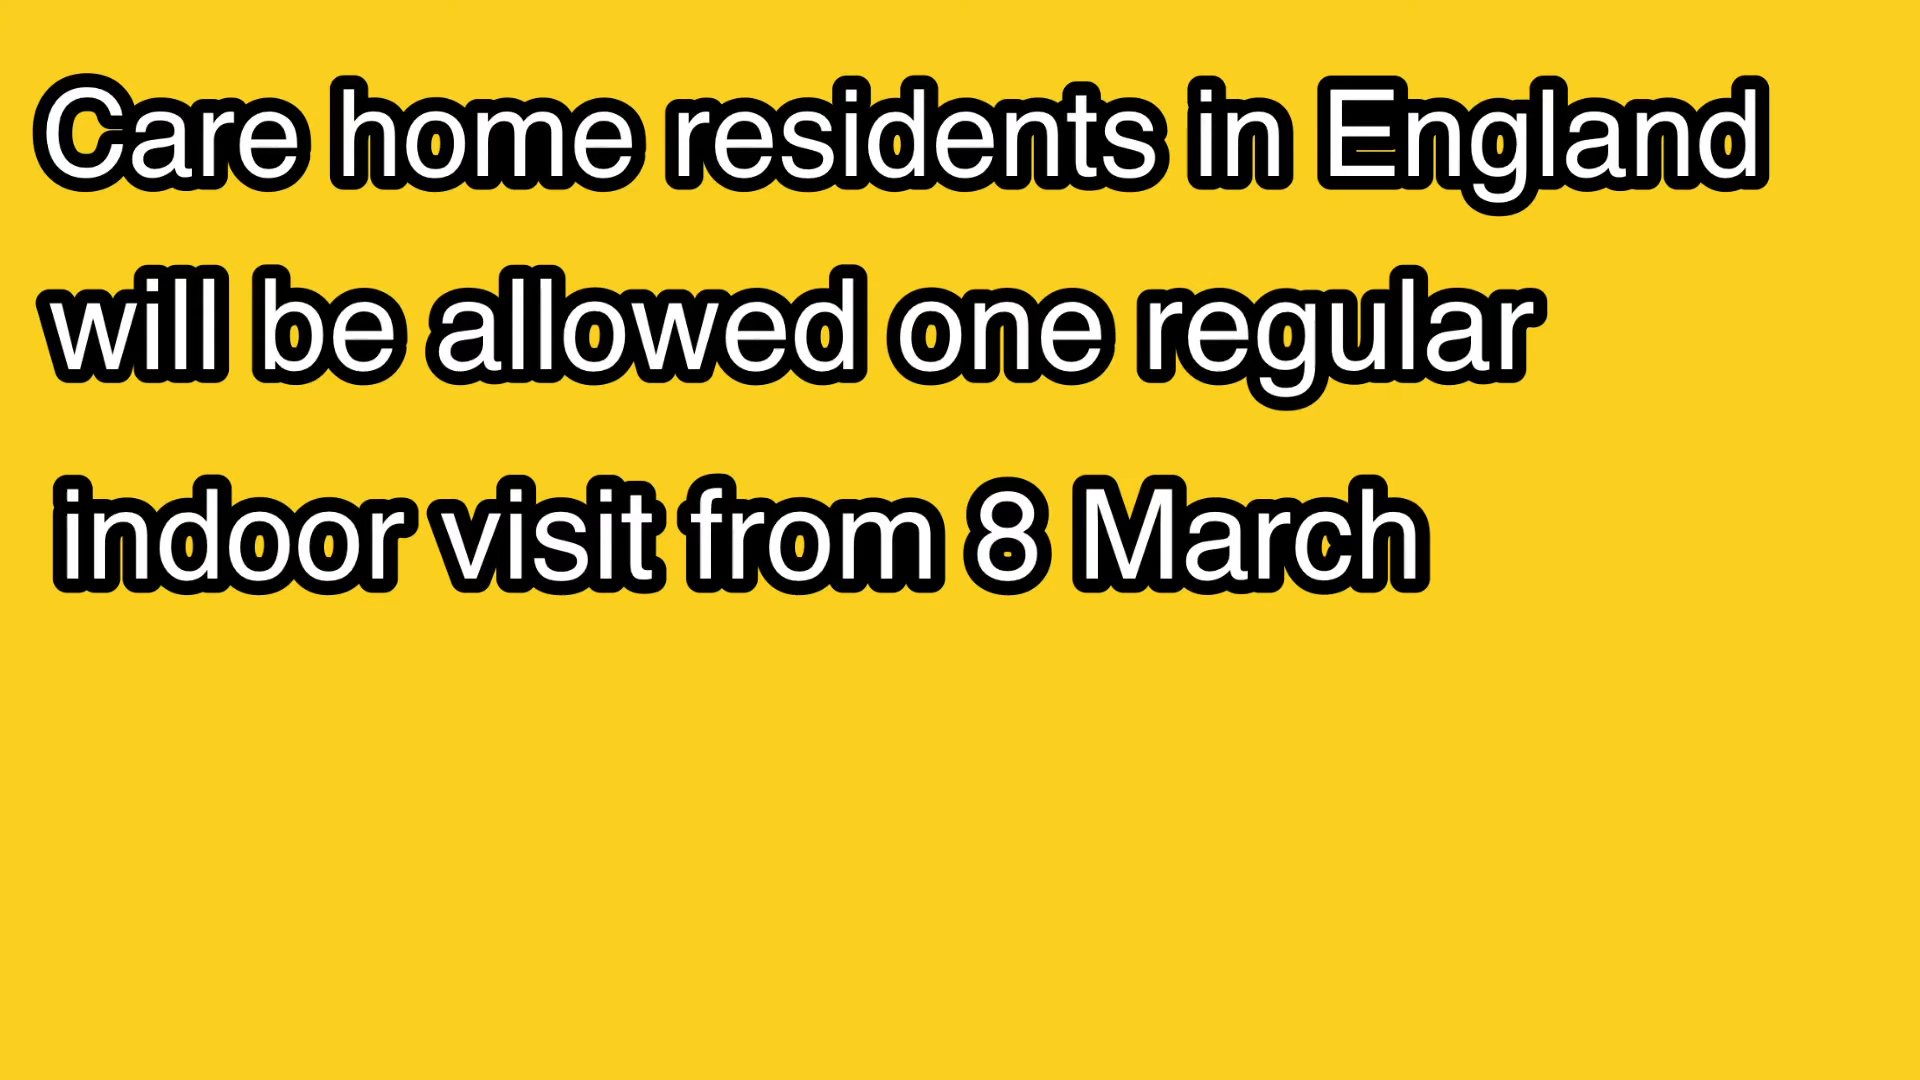 Care home residents in England
will be allowed one regular
indoor visit from 8 March